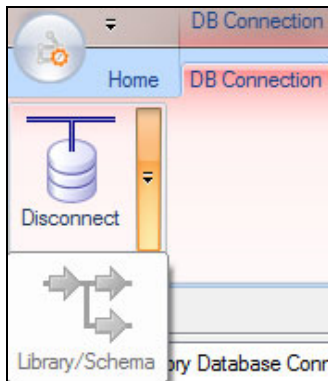 DB Connection
Home DB Connection
Disconnect
Library/Schema
ory Database Conn